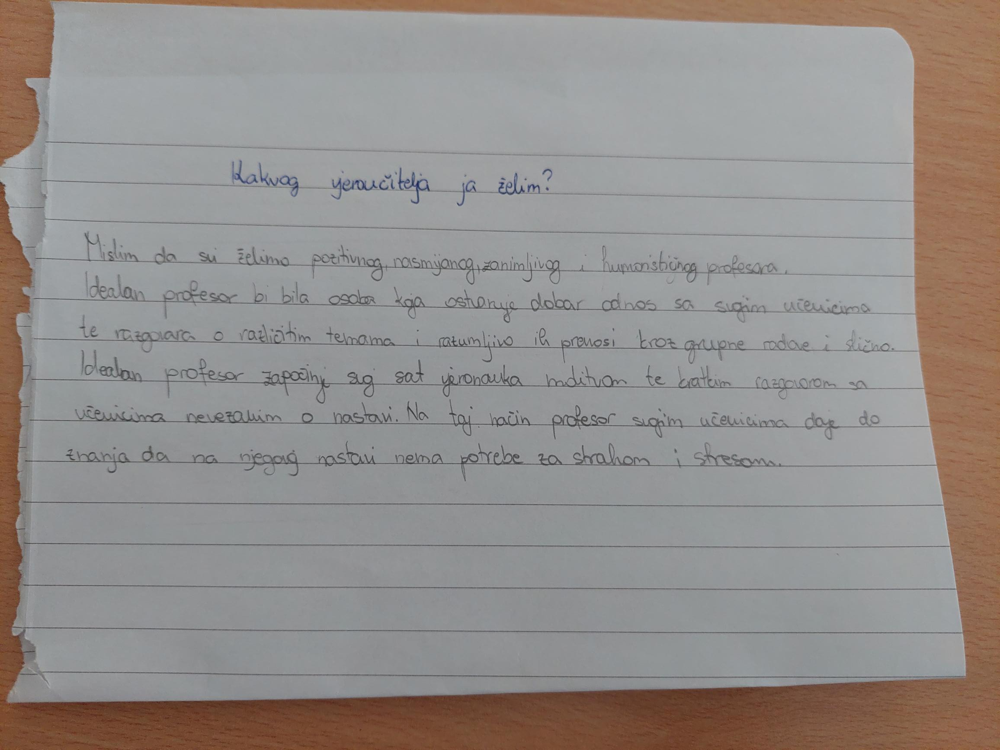 Kakvog vjeroučitelja ja želim?
Mislim da svi želimo pozitivnog, nasmijanog, zanimljivog i humorističnog profesora.
Idealan profesor bi bila osoba koja ostvaruje dobar odnos sa svojim učenicima
te razgovara o različitim temama i razumljivo ih prenosi kroz grupne radove i slično.
Idealan profesor započinje svoj sat vjeronauka molitvom te kratkim razgovorom sa
učenicima nevezanim o nastavi. Na taj način profesor svojim učenicima daje do
znanja da na njegovoj nastavi nema potrebe za strahom i stresom.